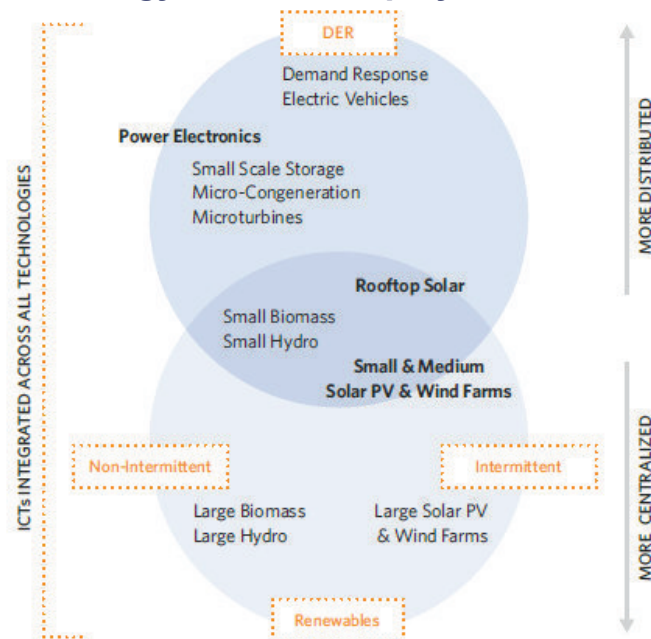 DER
Demand Response
Electric Vehicles
Power Electronics
Small Scale Storage
Micro-Congeneration
Microturbines
Rooftop Solar
Small Biomass
Small Hydro
Small & Medium
Solar PV & Wind Farms
Non-Intermittent
Intermittent
Large Biomass
Large Hydro
Large Solar PV
& Wind Farms
Renewables
ICTs INTEGRATED ACROSS ALL TECHNOLOGIES
MORE DISTRIBUTED
MORE CENTRALIZED